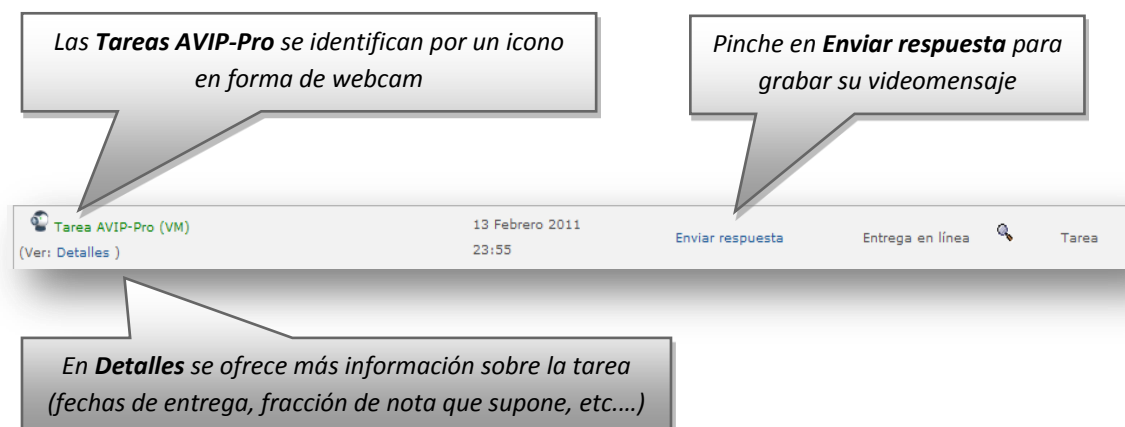 Las Tareas AVIP-Pro se identifican por un icono
en forma de webcam
Pinche en Enviar respuesta para
grabar su videomensaje
Tarea AVIP-Pro (VM)
(Ver: Detalles )
13 Febrero 2011
23:55
Enviar respuesta
Entrega en línea
Tarea
En Detalles se ofrece más información sobre la tarea
(fechas de entrega, fracción de nota que supone, etc.…)